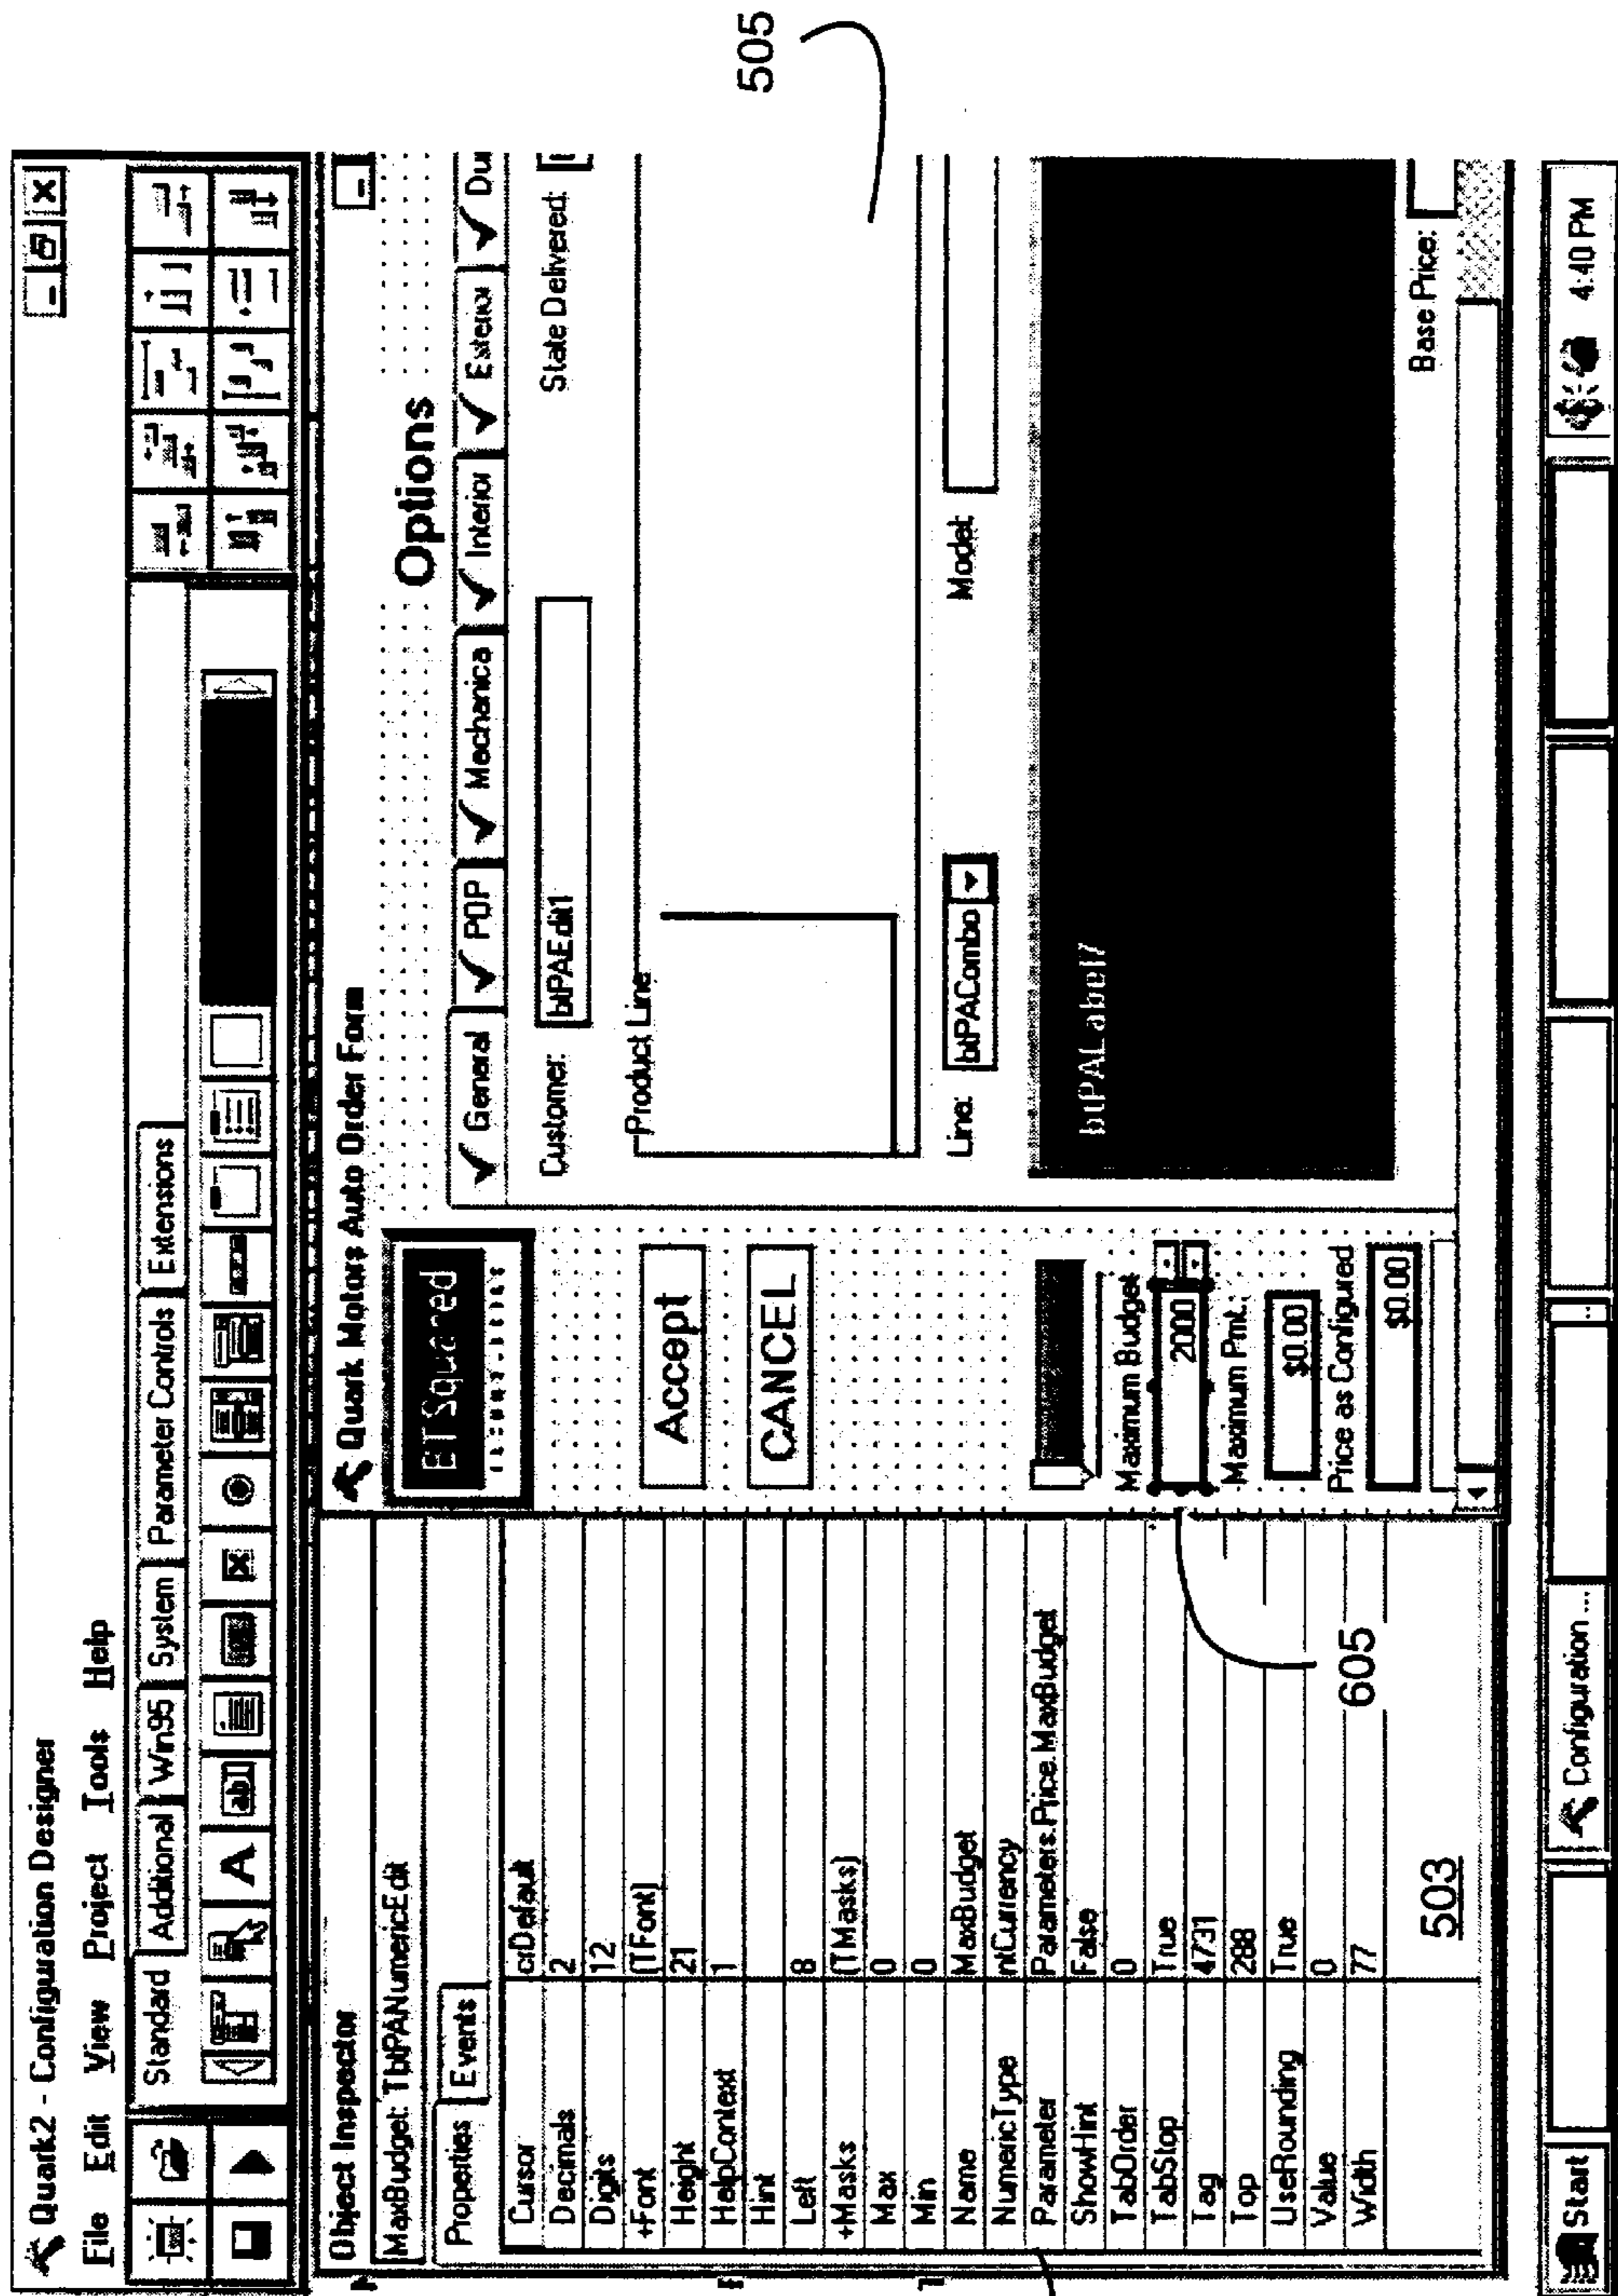 Quark2 - Configuration Designer
File Edit View Project Tools Help
Standard Additional Win95 System Parameter Controls Extensions
A ab|
Object Inspector
MaxBudget: TbtPANumericEdit
Properties Events
Cursor crDefault
Decimals 2
Digits 12
+Font (TFont)
Height 21
HelpContext 1
Hint
Left 8
+Masks (TMasks)
Max 0
Min 0
Name MaxBudget
NumericType ntCurrency
Parameter Parameters.Price.MaxBudget
ShowHint False
TabOrder 0
TabStop True
Tag 4731
Top 288
UseRounding True
Value 0
Width 77
503
605
Quark Motors Auto Order Form
ET Squared
Accept
CANCEL
Maximum Budget
2000
Maximum Pmt.
$0.00
Price as Configured
$0.00
Options
General POP Mechanica Interior Exterior Du
Customer: btPAEdit1 State Delivered:
Product Line
Line: btPACombo Model:
btPALabel7
Base Price:
505
Start Configuration ... 4:40 PM